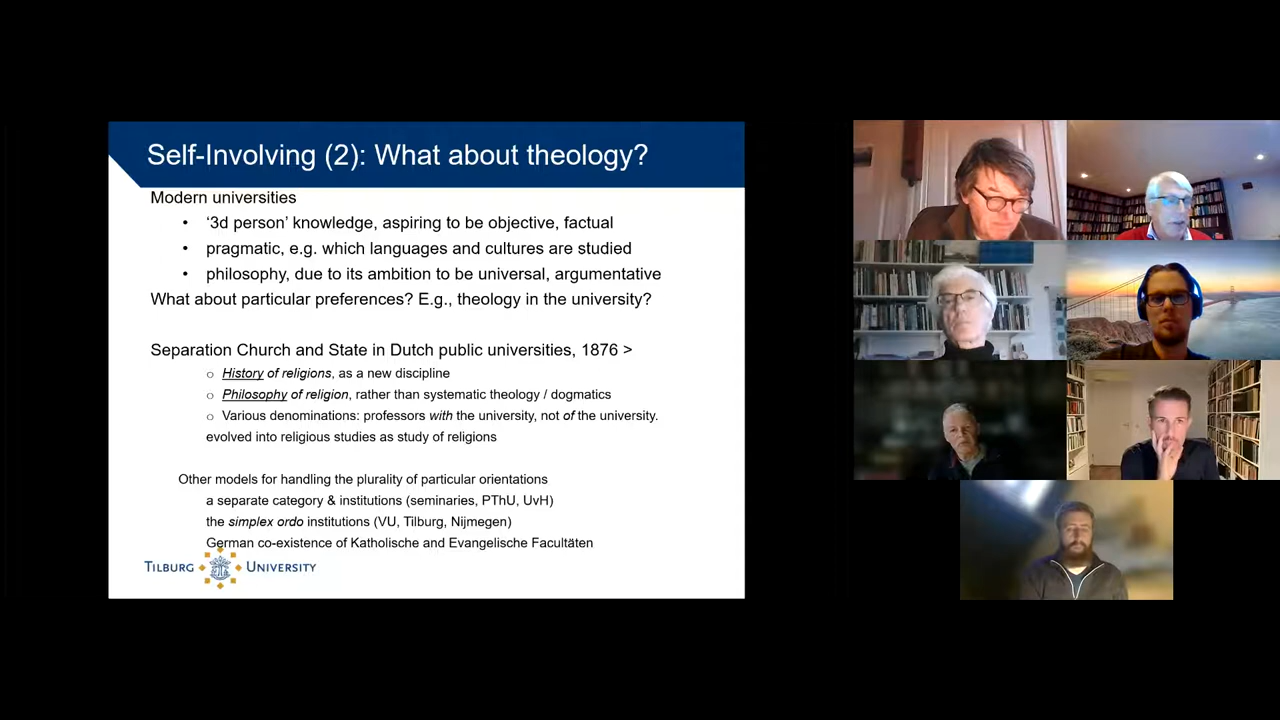 Self-Involving (2): What about theology?
Modern universities
• ‘3d person’ knowledge, aspiring to be objective, factual
• pragmatic, e.g. which languages and cultures are studied
• philosophy, due to its ambition to be universal, argumentative
What about particular preferences? E.g., theology in the university?
Separation Church and State in Dutch public universities, 1876 >
o History of religions, as a new discipline
o Philosophy of religion, rather than systematic theology / dogmatics
o Various denominations: professors with the university, not of the university.
evolved into religious studies as study of religions
Other models for handling the plurality of particular orientations
a separate category & institutions (seminaries, PThU, UvH)
the simplex ordo institutions (VU, Tilburg, Nijmegen)
German co-existence of Katholische and Evangelische Facultäten
TILBURG UNIVERSITY